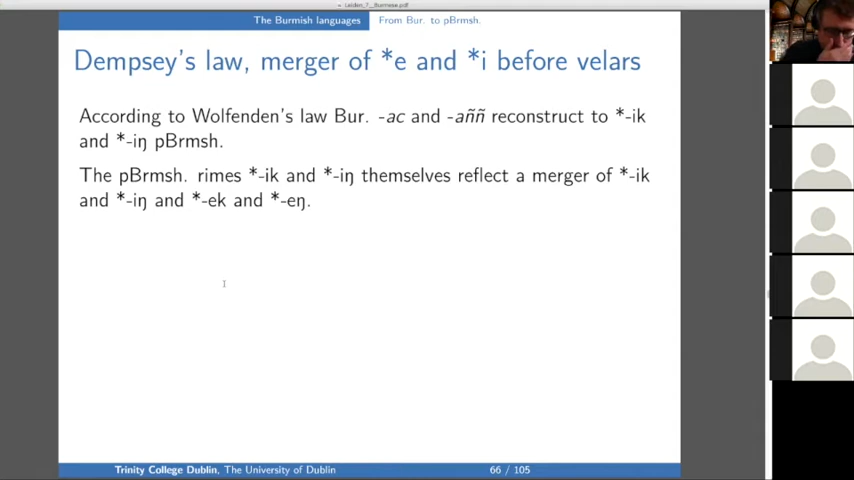 Leiden_7__Burmese.pdf
The Burmish languages From Bur. to pBrmsh.
Dempsey's law, merger of *e and *i before velars
According to Wolfenden's law Bur. -ac and -aññ reconstruct to *-ik
and *-iŋ pBrmsh.
The pBrmsh. rimes *-ik and *-iŋ themselves reflect a merger of *-ik
and *-iŋ and *-ek and *-eŋ.
Trinity College Dublin, The University of Dublin 66 / 105